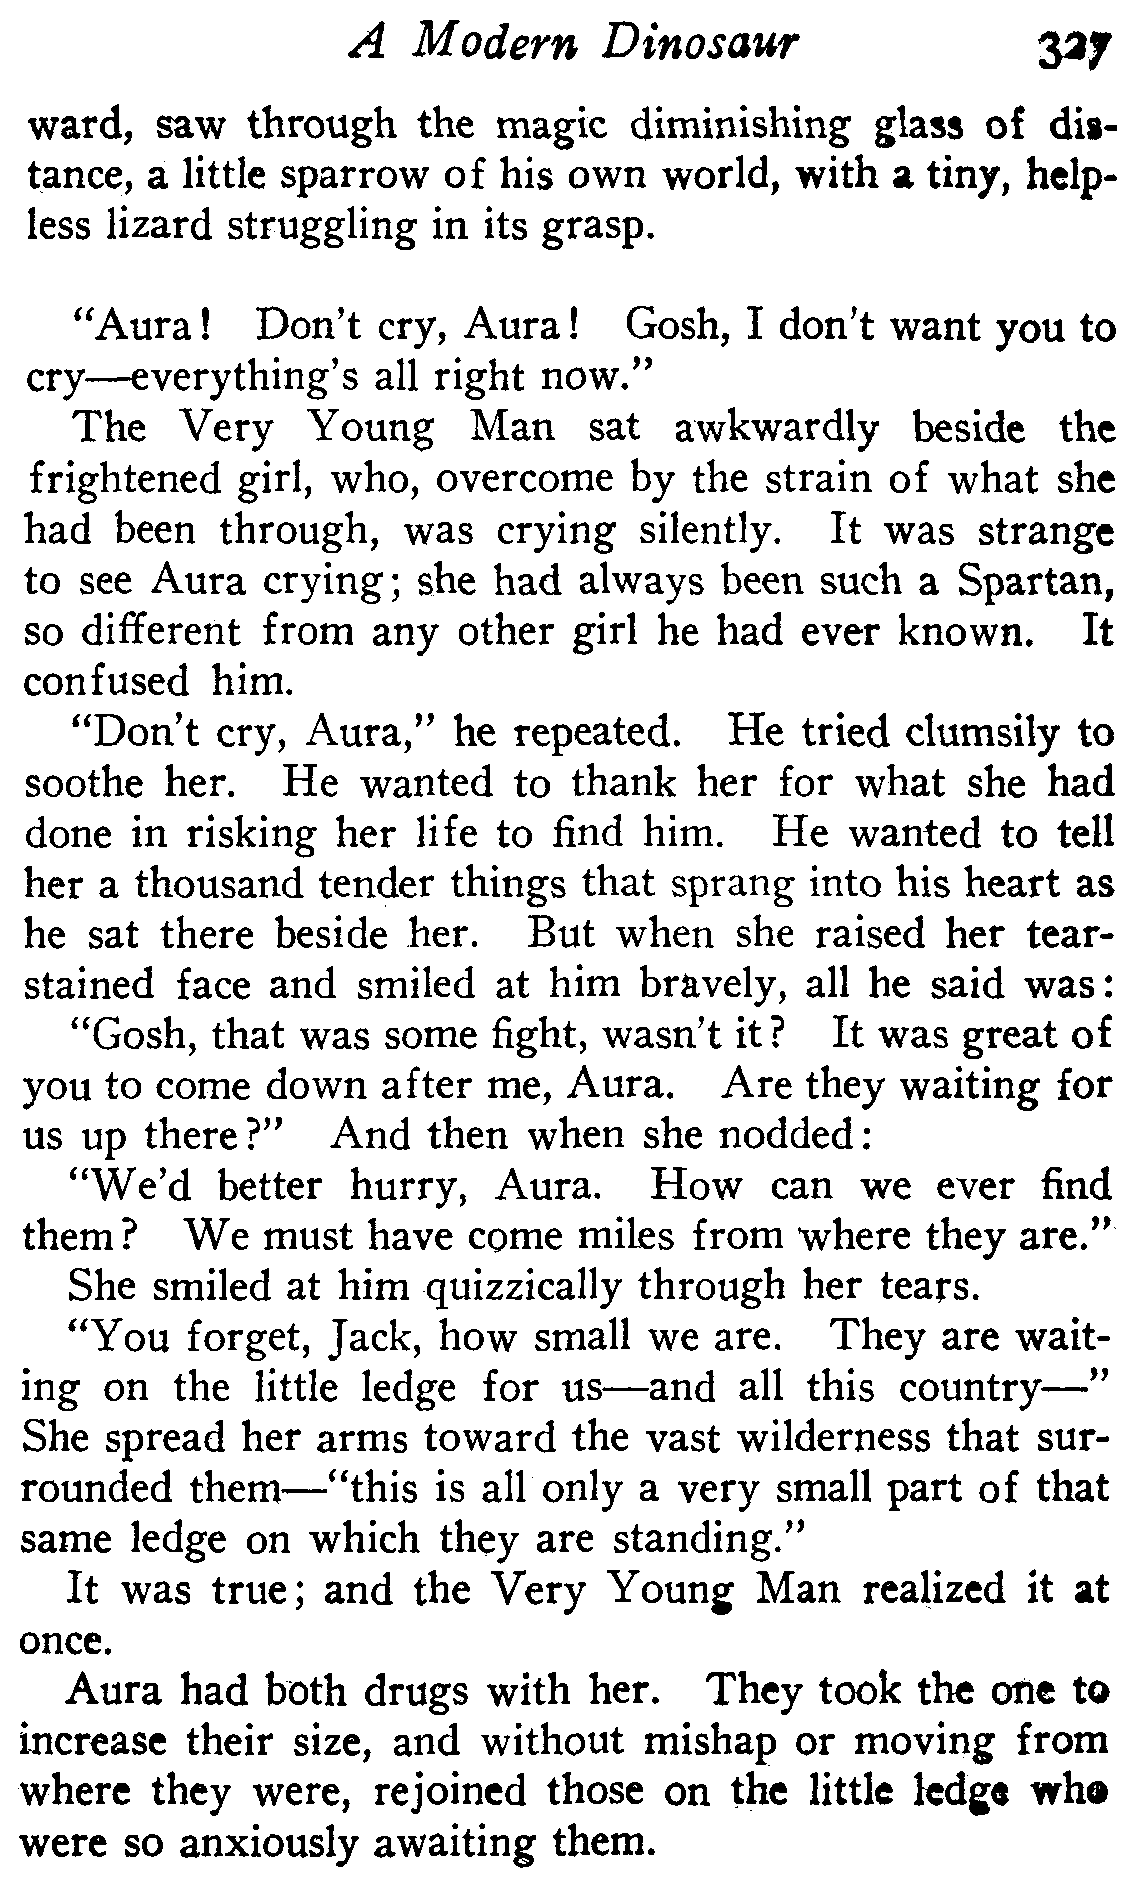 A Modern Dinosaur 327
ward, saw through the magic diminishing glass of dis-
tance, a little sparrow of his own world, with a tiny, help-
less lizard struggling in its grasp.
"Aura! Don't cry, Aura! Gosh, I don't want you to
cry—everything's all right now."
The Very Young Man sat awkwardly beside the
frightened girl, who, overcome by the strain of what she
had been through, was crying silently. It was strange
to see Aura crying; she had always been such a Spartan,
so different from any other girl he had ever known. It
confused him.
"Don't cry, Aura," he repeated. He tried clumsily to
soothe her. He wanted to thank her for what she had
done in risking her life to find him. He wanted to tell
her a thousand tender things that sprang into his heart as
he sat there beside her. But when she raised her tear-
stained face and smiled at him bravely, all he said was:
"Gosh, that was some fight, wasn't it? It was great of
you to come down after me, Aura. Are they waiting for
us up there?" And then when she nodded:
"We'd better hurry, Aura. How can we ever find
them? We must have come miles from where they are."
She smiled at him quizzically through her tears.
"You forget, Jack, how small we are. They are wait-
ing on the little ledge for us—and all this country—"
She spread her arms toward the vast wilderness that sur-
rounded them—"this is all only a very small part of that
same ledge on which they are standing."
It was true; and the Very Young Man realized it at
once.
Aura had both drugs with her. They took the one to
increase their size, and without mishap or moving from
where they were, rejoined those on the little ledge who
were so anxiously awaiting them.